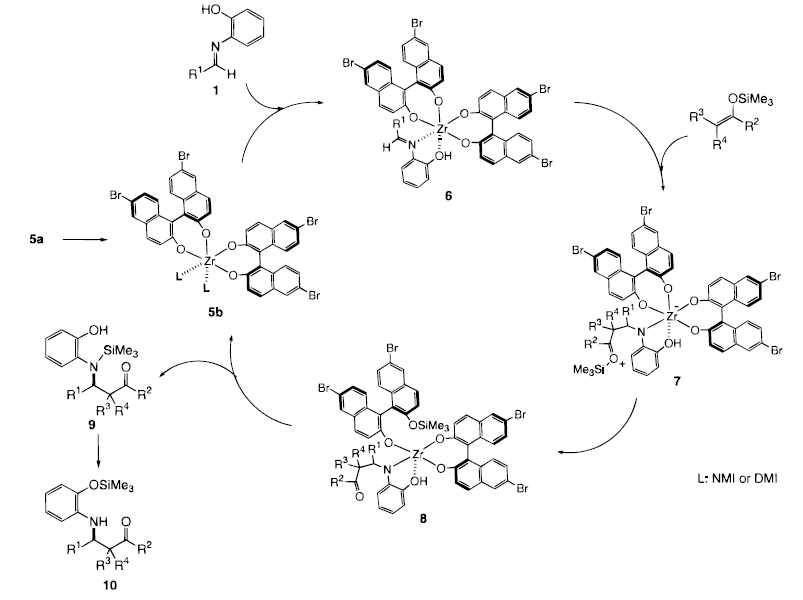 HO
N
R1
H
1
Br
Br
O
O
Zr
O
O
Br
Br
R1
H
N
OH
6
OSiMe3
R3
R2
R4
5a
Br
Br
O
O
Zr
O
O
Br
Br
L
L
5b
Br
Br
O
O
Zr
-
O
O
Br
Br
R4 R1
R3
N
OH
R2
O
+
Me3Si
7
OH
N
SiMe3
O
R1
R2
R3 R4
9
Br
Br
OSiMe3
O
Zr
O
O
Br
Br
R4 R1
R3
N
OH
R2
O
8
L- NMI or DMI
OSiMe3
NH
O
R1
R2
R3 R4
10